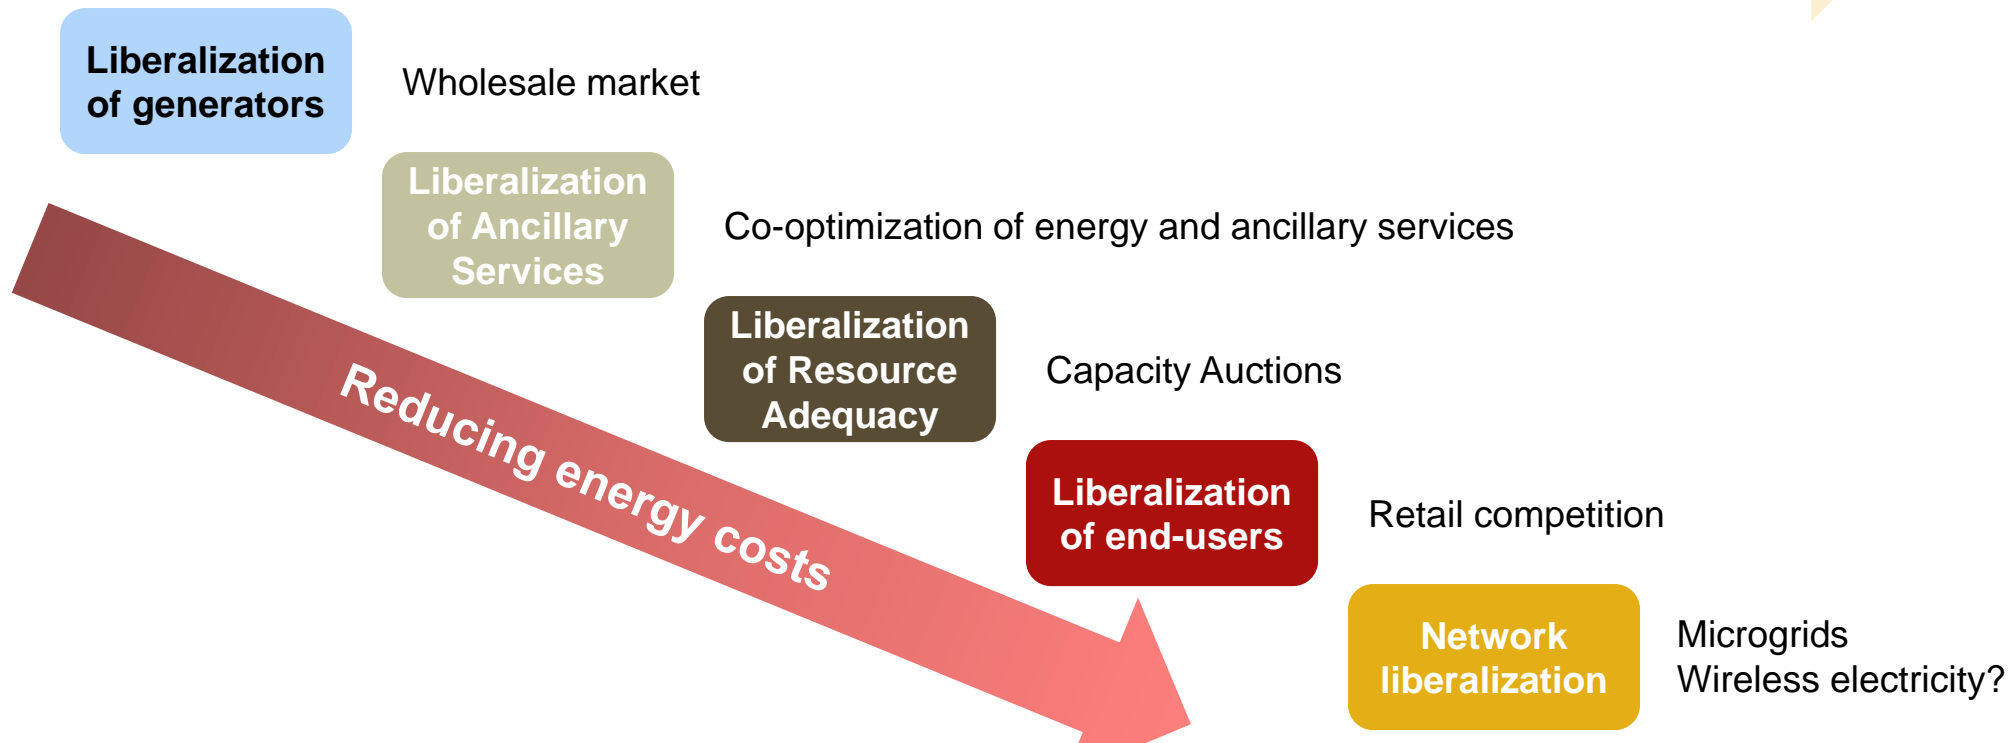 Liberalization
of generators
Wholesale market
Liberalization
of Ancillary
Services
Co-optimization of energy and ancillary services
Liberalization
of Resource
Adequacy
Capacity Auctions
Reducing energy costs
Liberalization
of end-users
Retail competition
Network
liberalization
Microgrids
Wireless electricity?